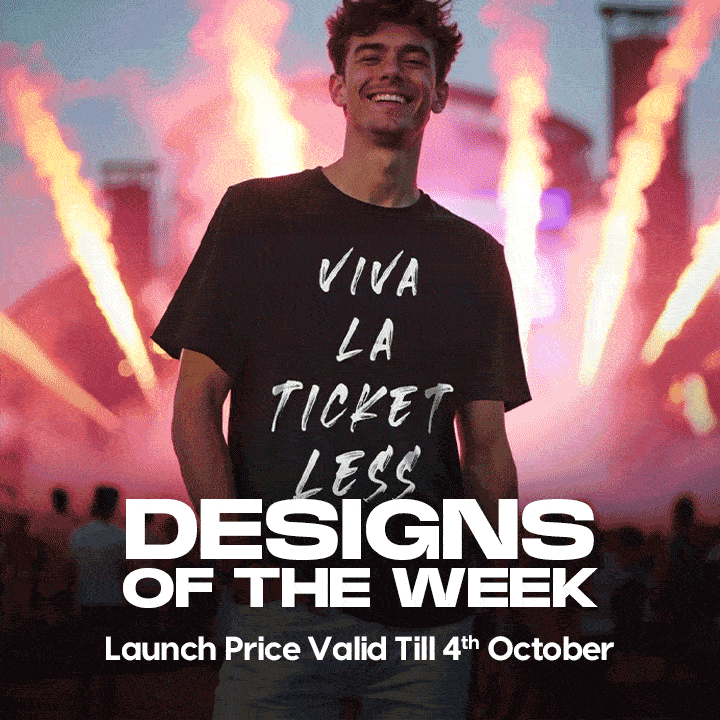 VIVA
LA
TICKET
LESS
DESIGNS
OF THE WEEK
Launch Price Valid Till 4th October